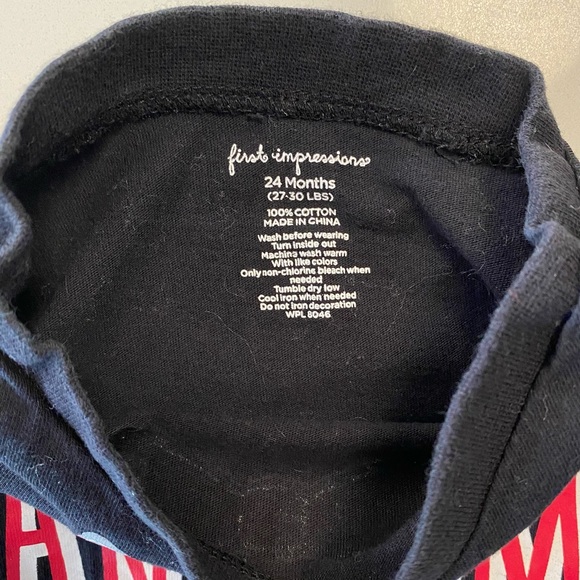 first impressions
24 Months
(27-30 LBS)
100% COTTON
MADE IN CHINA
Wash before wearing
Turn inside out
Machine wash warm
With like colors
Only non-chlorine bleach when
needed
Tumble dry low
Cool iron when needed
Do not iron decoration
WPL 8046